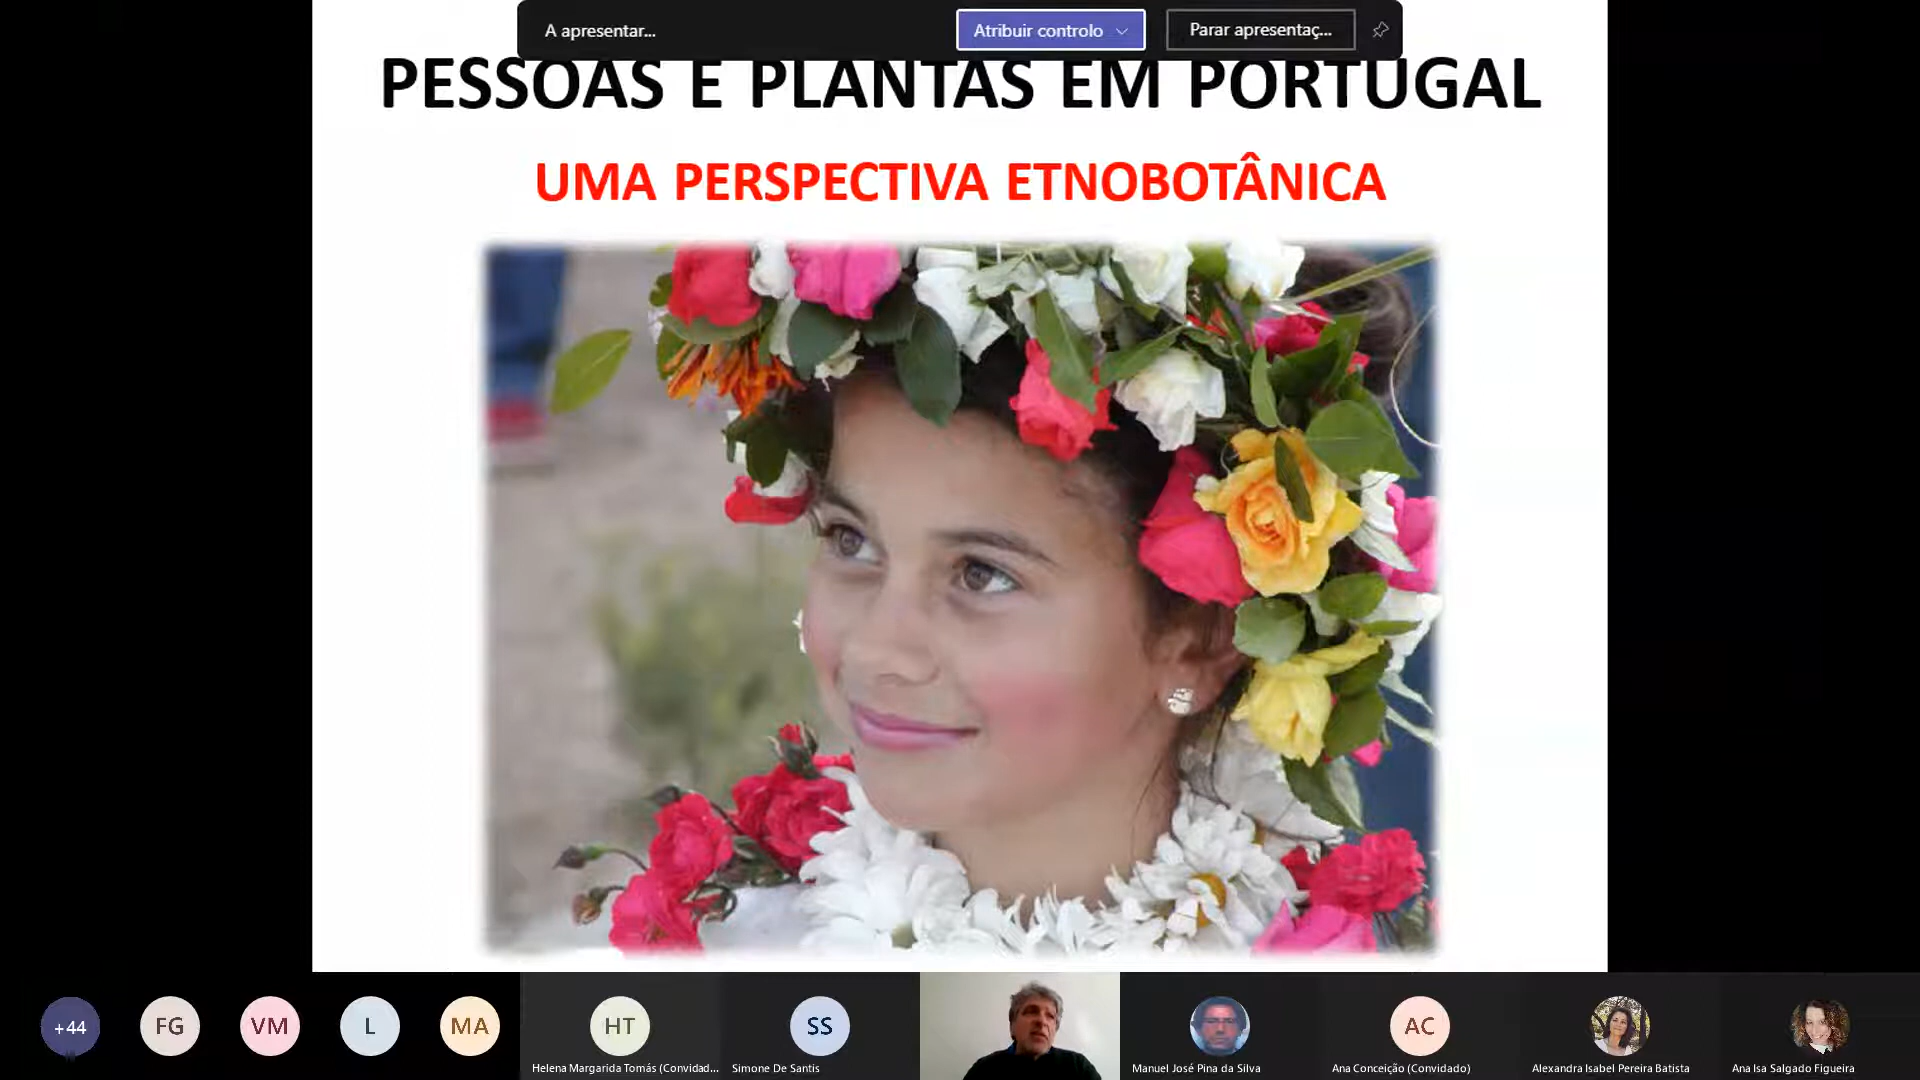 A apresentar...
Atribuir controlo
Parar apresentaç...
PESSOAS E PLANTAS EM PORTUGAL
UMA PERSPECTIVA ETNOBOTÂNICA
+44
FG
VM
L
MA
HT
SS
AC
Helena Margarida Tomás (Convidad...
Simone De Santis
Manuel José Pina da Silva
Ana Conceição (Convidado)
Alexandra Isabel Pereira Batista
Ana Isa Salgado Figueira